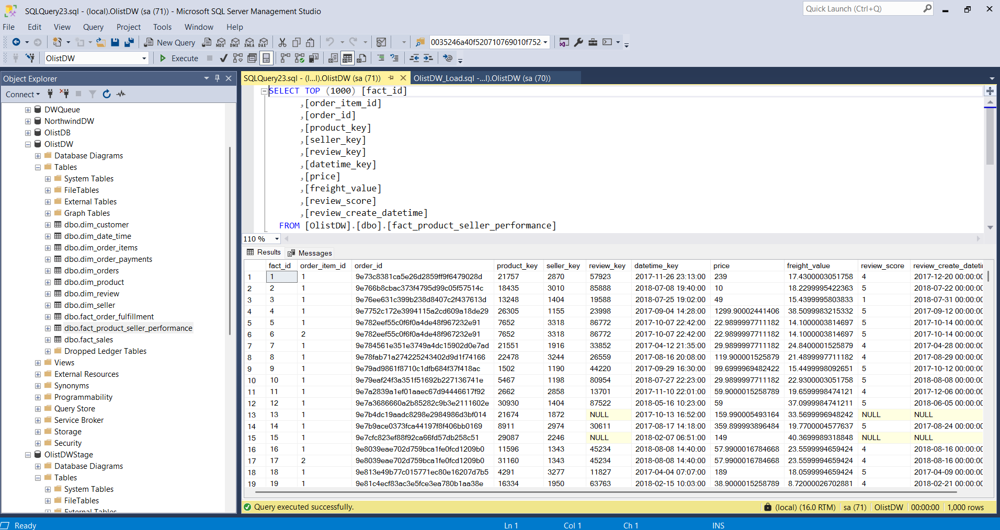 SQLQuery23.sql - (local).OlistDW (sa (71)) - Microsoft SQL Server Management Studio
Quick Launch (Ctrl+Q)
File Edit View Query Project Tools Window Help
New Query MDX DMX XMLA DAX 0035246a40f520710769010f752
OlistDW Execute
Object Explorer
Connect
DWQueue
NorthwindDW
OlistDB
OlistDW
Database Diagrams
Tables
System Tables
FileTables
External Tables
Graph Tables
dbo.dim_customer
dbo.dim_date_time
dbo.dim_order_items
dbo.dim_order_payments
dbo.dim_orders
dbo.dim_product
dbo.dim_review
dbo.dim_seller
dbo.fact_order_fulfillment
dbo.fact_product_seller_performance
dbo.fact_sales
Dropped Ledger Tables
Views
External Resources
Synonyms
Programmability
Query Store
Service Broker
Storage
Security
OlistDWStage
Database Diagrams
Tables
System Tables
FileTables
External Tables
SQLQuery23.sql - (l...l).OlistDW (sa (71)) OlistDW_Load.sql -...l).OlistDW (sa (70))
SELECT TOP (1000) [fact_id]
,[order_item_id]
,[order_id]
,[product_key]
,[seller_key]
,[review_key]
,[datetime_key]
,[price]
,[freight_value]
,[review_score]
,[review_create_datetime]
FROM [OlistDW].[dbo].[fact_product_seller_performance]
110 %
Results Messages
fact_id order_item_id order_id product_key seller_key review_key datetime_key price freight_value review_score review_create_dateti
1 1 1 9e73c8381ca5e26d2859ff9f6479028d 21757 2870 57923 2017-11-26 23:13:00 239 17.4300003051758 4 2017-12-20 00:00:00
2 2 1 9e766b8cbac373f4795d99c05f57514c 18435 3010 85888 2018-07-08 19:40:00 10 18.2299995422363 5 2018-07-22 00:00:00
3 3 1 9e76ee631c399b238d8407c2f437613d 13248 1404 19588 2018-07-25 19:02:00 49 15.4399995803833 1 2018-07-31 00:00:00
4 4 1 9e7752c172e3994115a2cd609a18de29 26305 1155 23998 2017-09-04 14:28:00 1299.90002441406 38.5099983215332 5 2017-09-12 00:00:00
5 5 1 9e782eef55c0f6f0a4de48f967232e91 7652 3318 86772 2017-10-07 22:42:00 22.9899997711182 14.1000003814697 5 2017-10-14 00:00:00
6 6 2 9e782eef55c0f6f0a4de48f967232e91 7652 3318 86772 2017-10-07 22:42:00 22.9899997711182 14.1000003814697 5 2017-10-14 00:00:00
7 7 1 9e784561e351e3749a4dc15902d0e7ad 21551 1916 33852 2017-04-12 21:35:00 29.9899997711182 24.8400001525879 4 2017-04-28 00:00:00
8 8 1 9e78fab71a274225243402d9d1f74166 22478 3244 26559 2017-08-16 20:08:00 119.900001525879 21.4899997711182 4 2017-08-29 00:00:00
9 9 1 9e79ad9861f8710c1dfb684f37f418ac 1502 1190 44220 2017-09-29 16:30:00 99.6999969482422 15.4499998092651 5 2017-10-12 00:00:00
10 10 1 9e79eaf24f3a351f51692b227136741e 5467 1198 80954 2018-07-27 22:23:00 29.9899997711182 22.9300003051758 5 2018-08-08 00:00:00
11 11 1 9e7a2839a1ef01aaec67d94446617f92 2662 2858 13701 2017-11-10 22:01:00 59.9000015258789 19.6599998474121 4 2017-12-06 00:00:00
12 12 1 9e7a3686660a2b85282c9b3e2111602e 30930 1404 87522 2018-05-16 10:23:00 59 37.0999984741211 5 2018-06-05 00:00:00
13 13 1 9e7b4dc19aadc8298e2984986d3bf014 21674 1872 NULL 2017-10-13 16:52:00 159.990005493164 33.5699996948242 NULL NULL
14 14 1 9e7b9ace0373fca44197f8f406bb0169 8911 2974 30611 2017-08-17 14:18:00 359.899993896484 19.7700004577637 5 2017-08-24 00:00:00
15 15 1 9e7cfc823ef88f92ca66fd57db258c51 29087 2246 NULL 2018-02-07 06:51:00 149 40.3699989318848 NULL NULL
16 16 1 9e8039eae702d759bca1fe0fcd1209b0 11596 1343 45234 2018-08-08 14:40:00 57.9900016784668 23.5599994659424 4 2018-08-16 00:00:00
17 17 2 9e8039eae702d759bca1fe0fcd1209b0 31160 1343 45234 2018-08-08 14:40:00 57.9900016784668 23.5599994659424 4 2018-08-16 00:00:00
18 18 1 9e813e49b77c015771ec80e16207d7b5 4291 3277 11827 2017-04-04 07:07:00 189 18.0599994659424 5 2017-04-09 00:00:00
19 19 1 9e81c4ecf83ac3e5fce3ea780b1aa38e 16334 1950 63763 2018-02-15 10:03:00 38.9000015258789 8.72000026702881 4 2018-02-21 00:00:00
Query executed successfully. (local) (16.0 RTM) sa (71) OlistDW 00:00:00 1,000 rows
Ready Ln 1 Col 1 Ch 1 INS